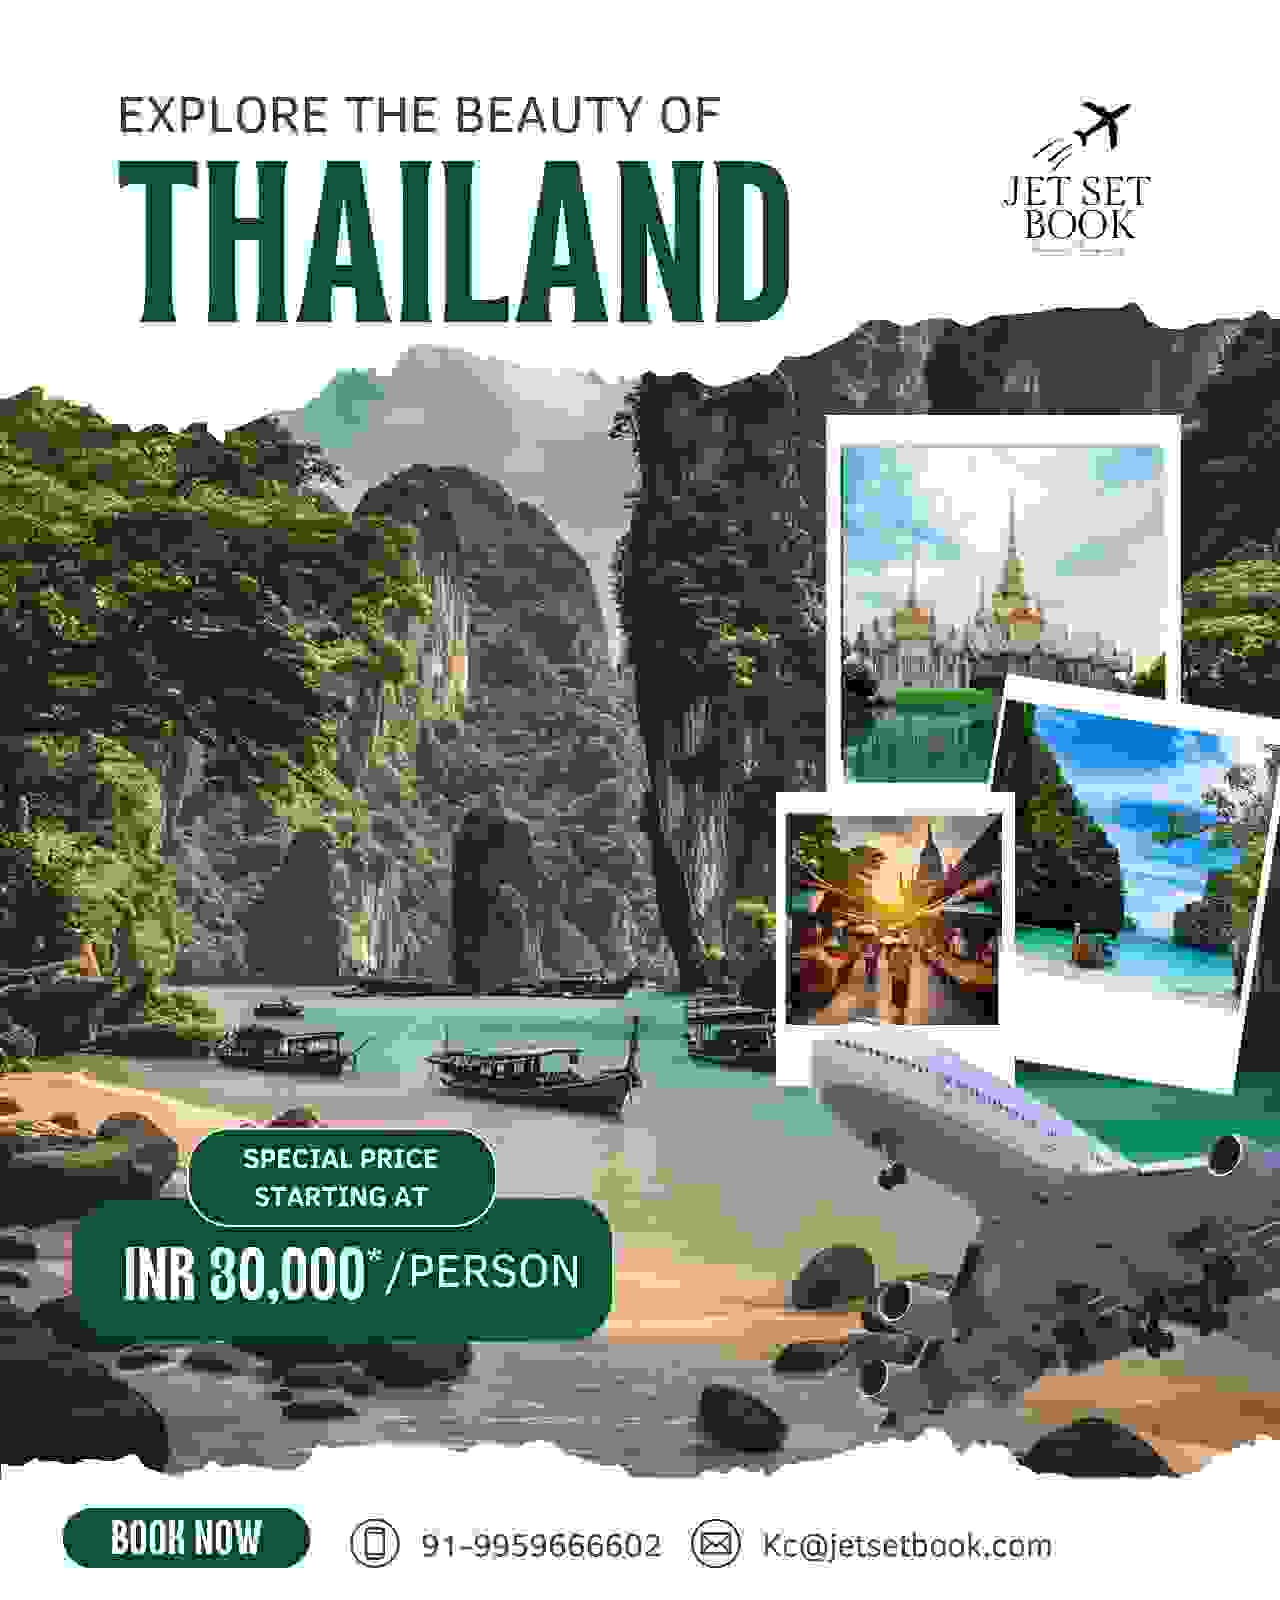 EXPLORE THE BEAUTY OF
THAILAND
JET SET
BOOK
SPECIAL PRICE
STARTING AT
INR 30,000* /PERSON
BOOK NOW
91-9959666602
Kc@jetsetbook.com